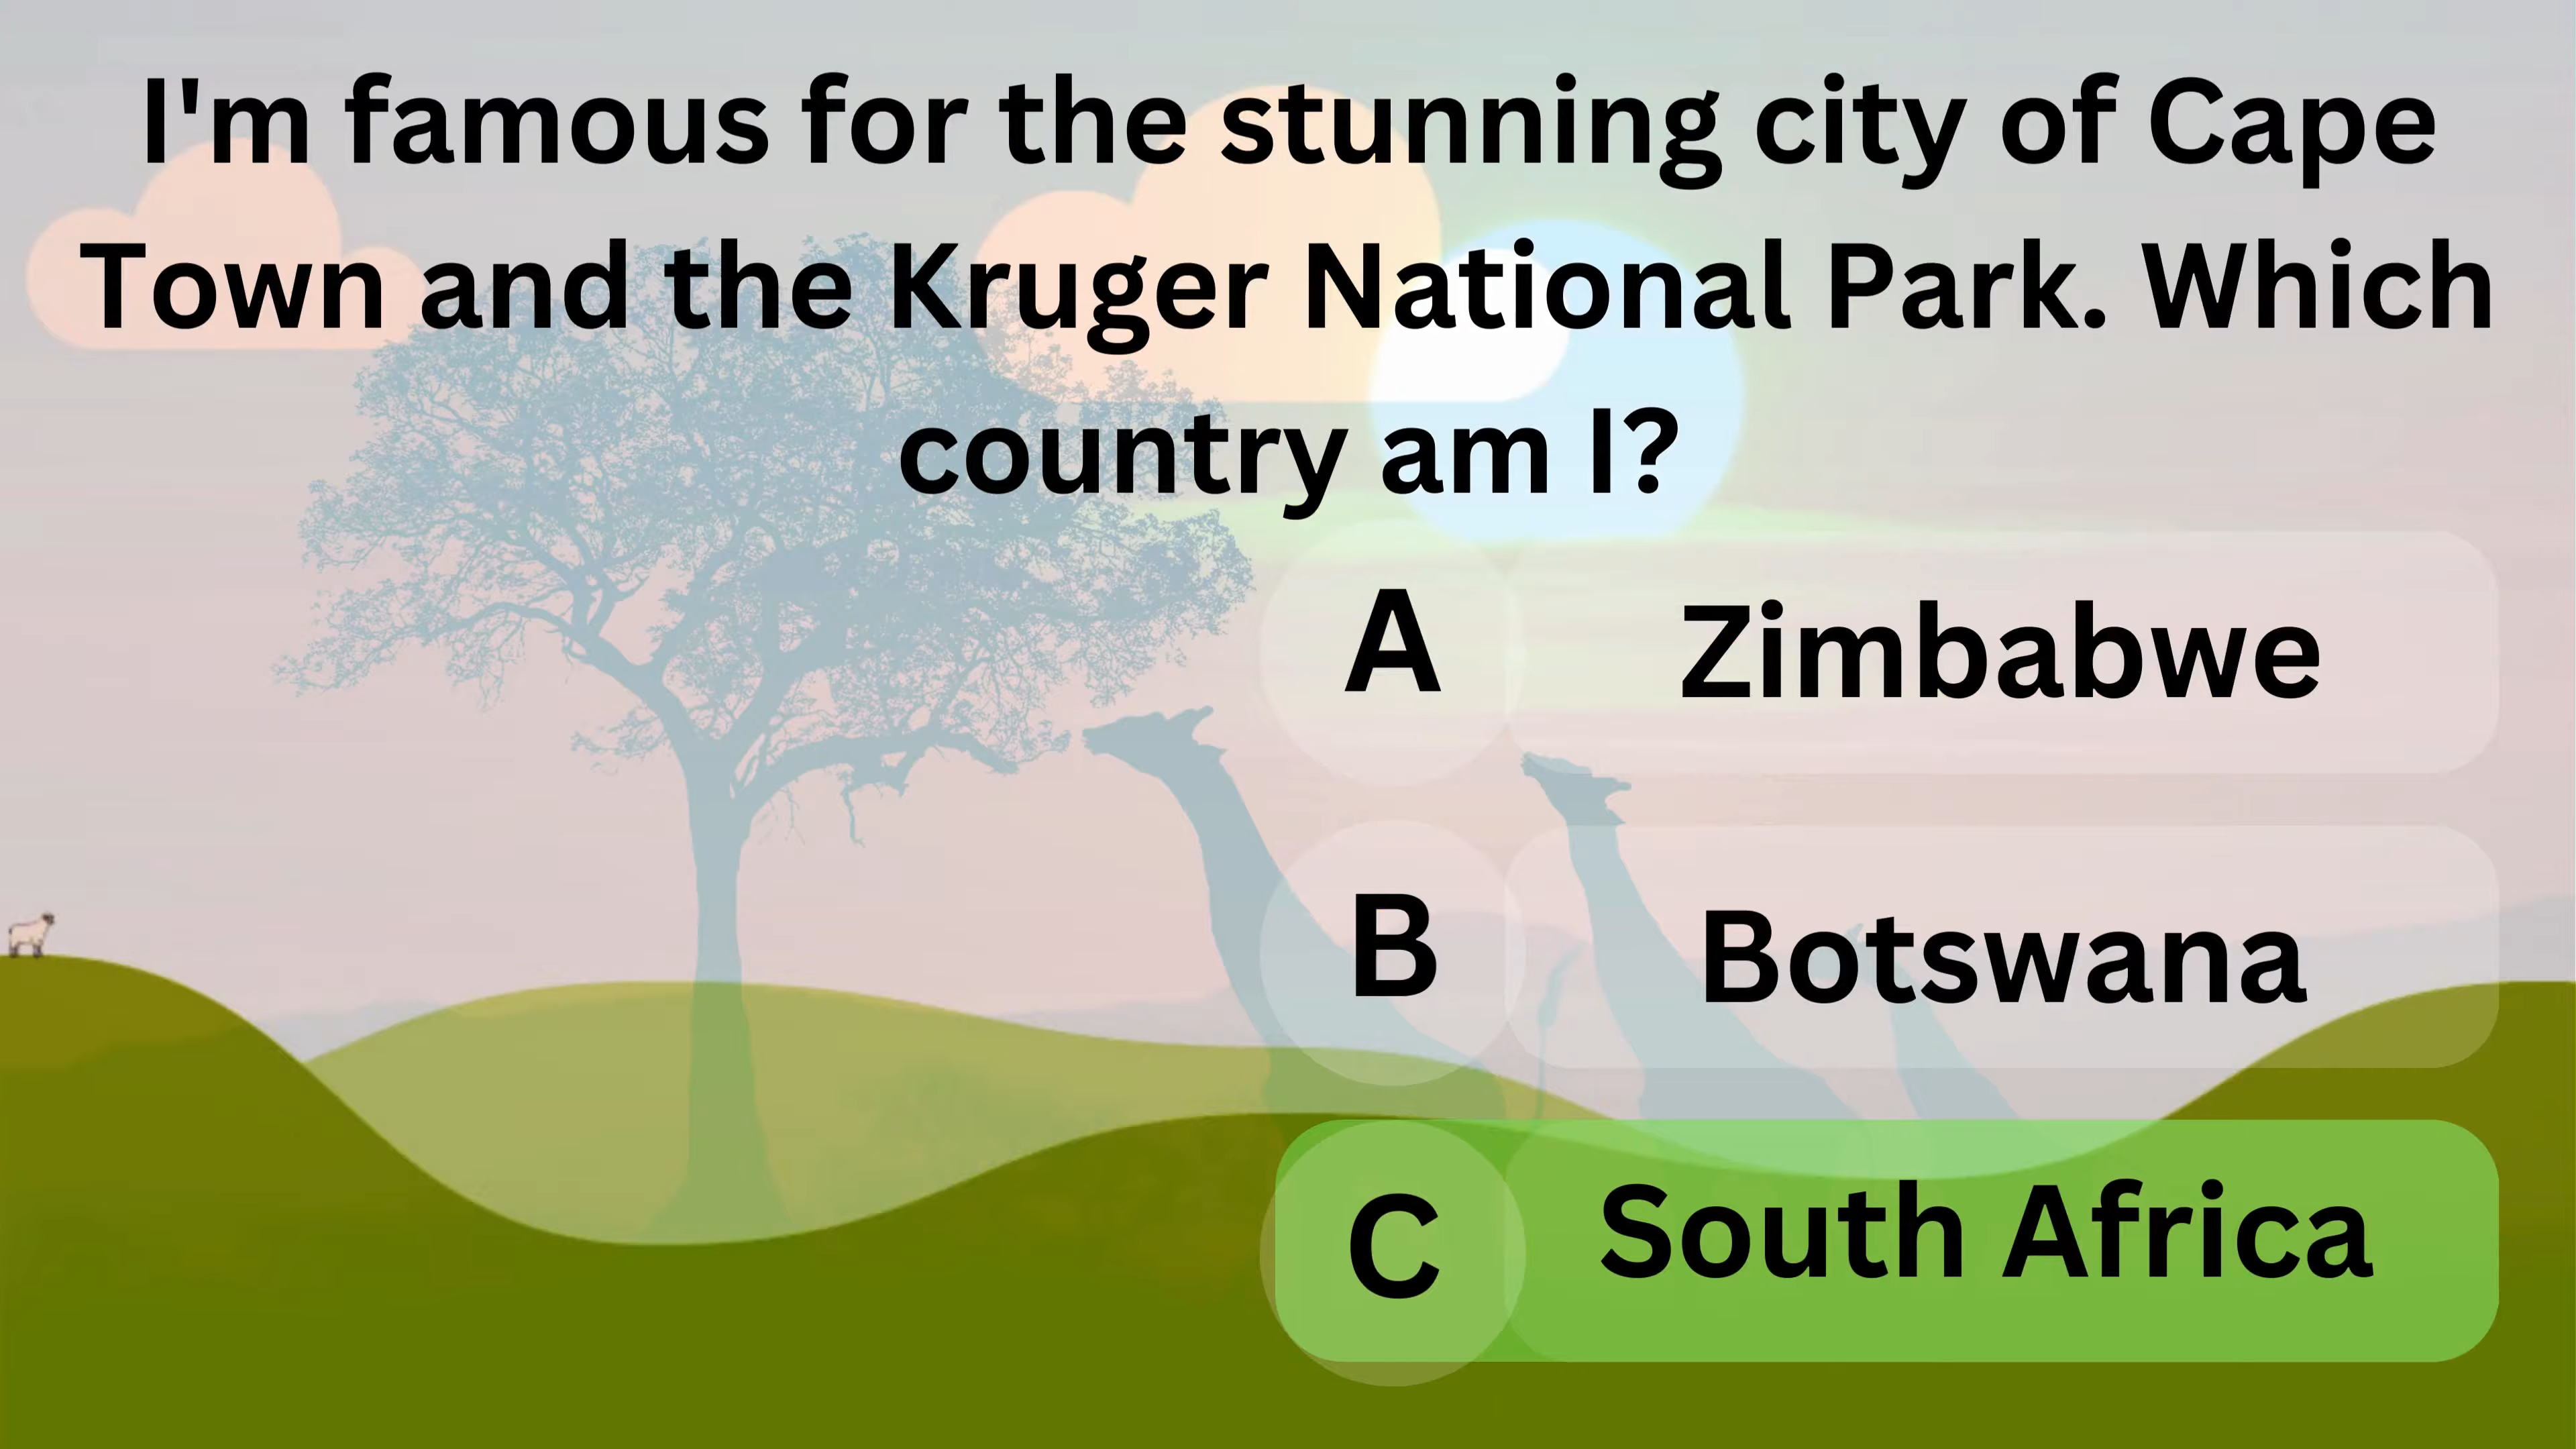 I'm famous for the stunning city of Cape
Town and the Kruger National Park. Which
country am I?
A Zimbabwe
B Botswana
C South Africa